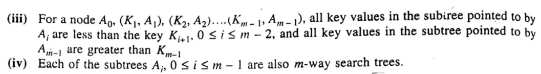 (iii) For a node A₀, (K₁, A₁), (K₂, A₂)....(Kₘ₋₁, Aₘ₋₁), all key values in the subtree pointed to by
Aᵢ are less than the key Kᵢ₊₁, 0 ≤ i ≤ m – 2, and all key values in the subtree pointed to by
Aₘ₋₁ are greater than Kₘ₋₁
(iv) Each of the subtrees Aᵢ, 0 ≤ i ≤ m – 1 are also m-way search trees.